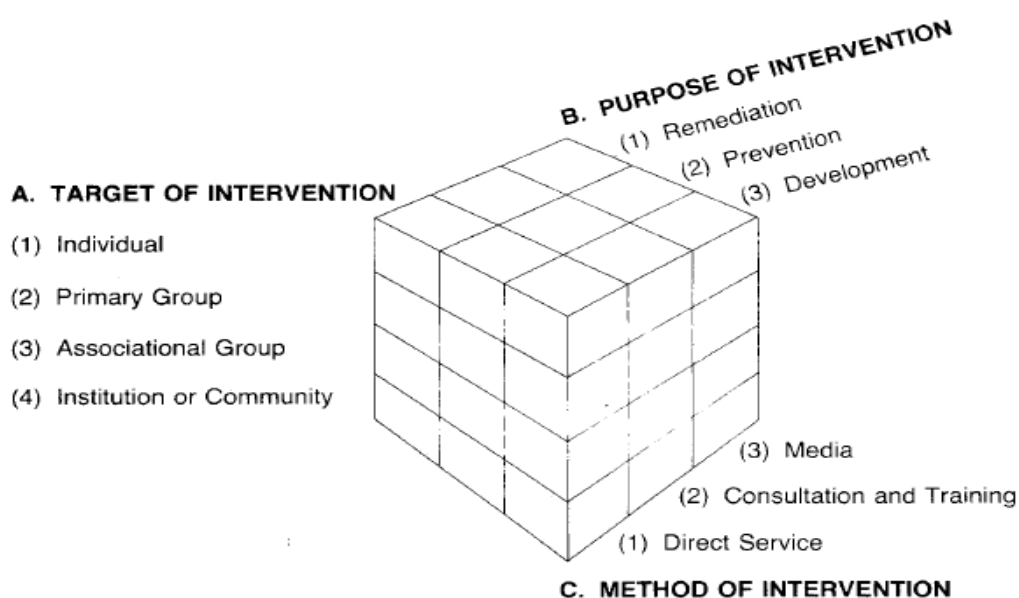 B. PURPOSE OF INTERVENTION
(1) Remediation
(2) Prevention
(3) Development
A. TARGET OF INTERVENTION
(1) Individual
(2) Primary Group
(3) Associational Group
(4) Institution or Community
(3) Media
(2) Consultation and Training
(1) Direct Service
C. METHOD OF INTERVENTION